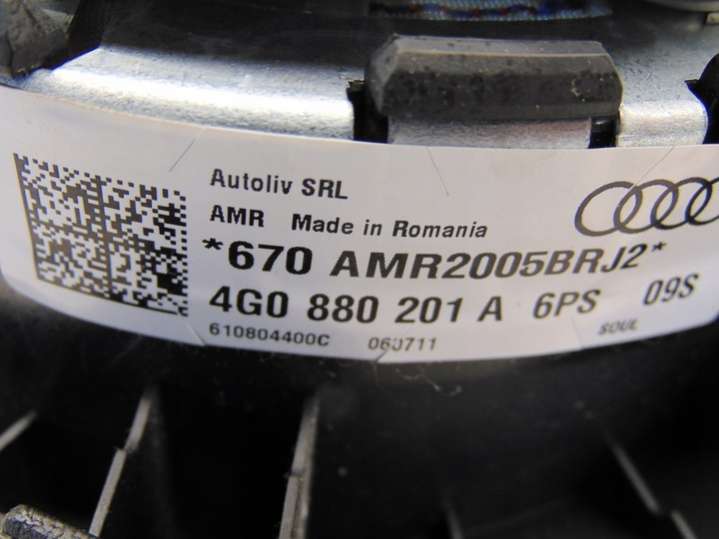 Autoliv SRL
AMR Made in Romania
*670 AMR2005BRJ2*
4G0 880 201 A 6PS 09S
610804400C 060711 SOUL